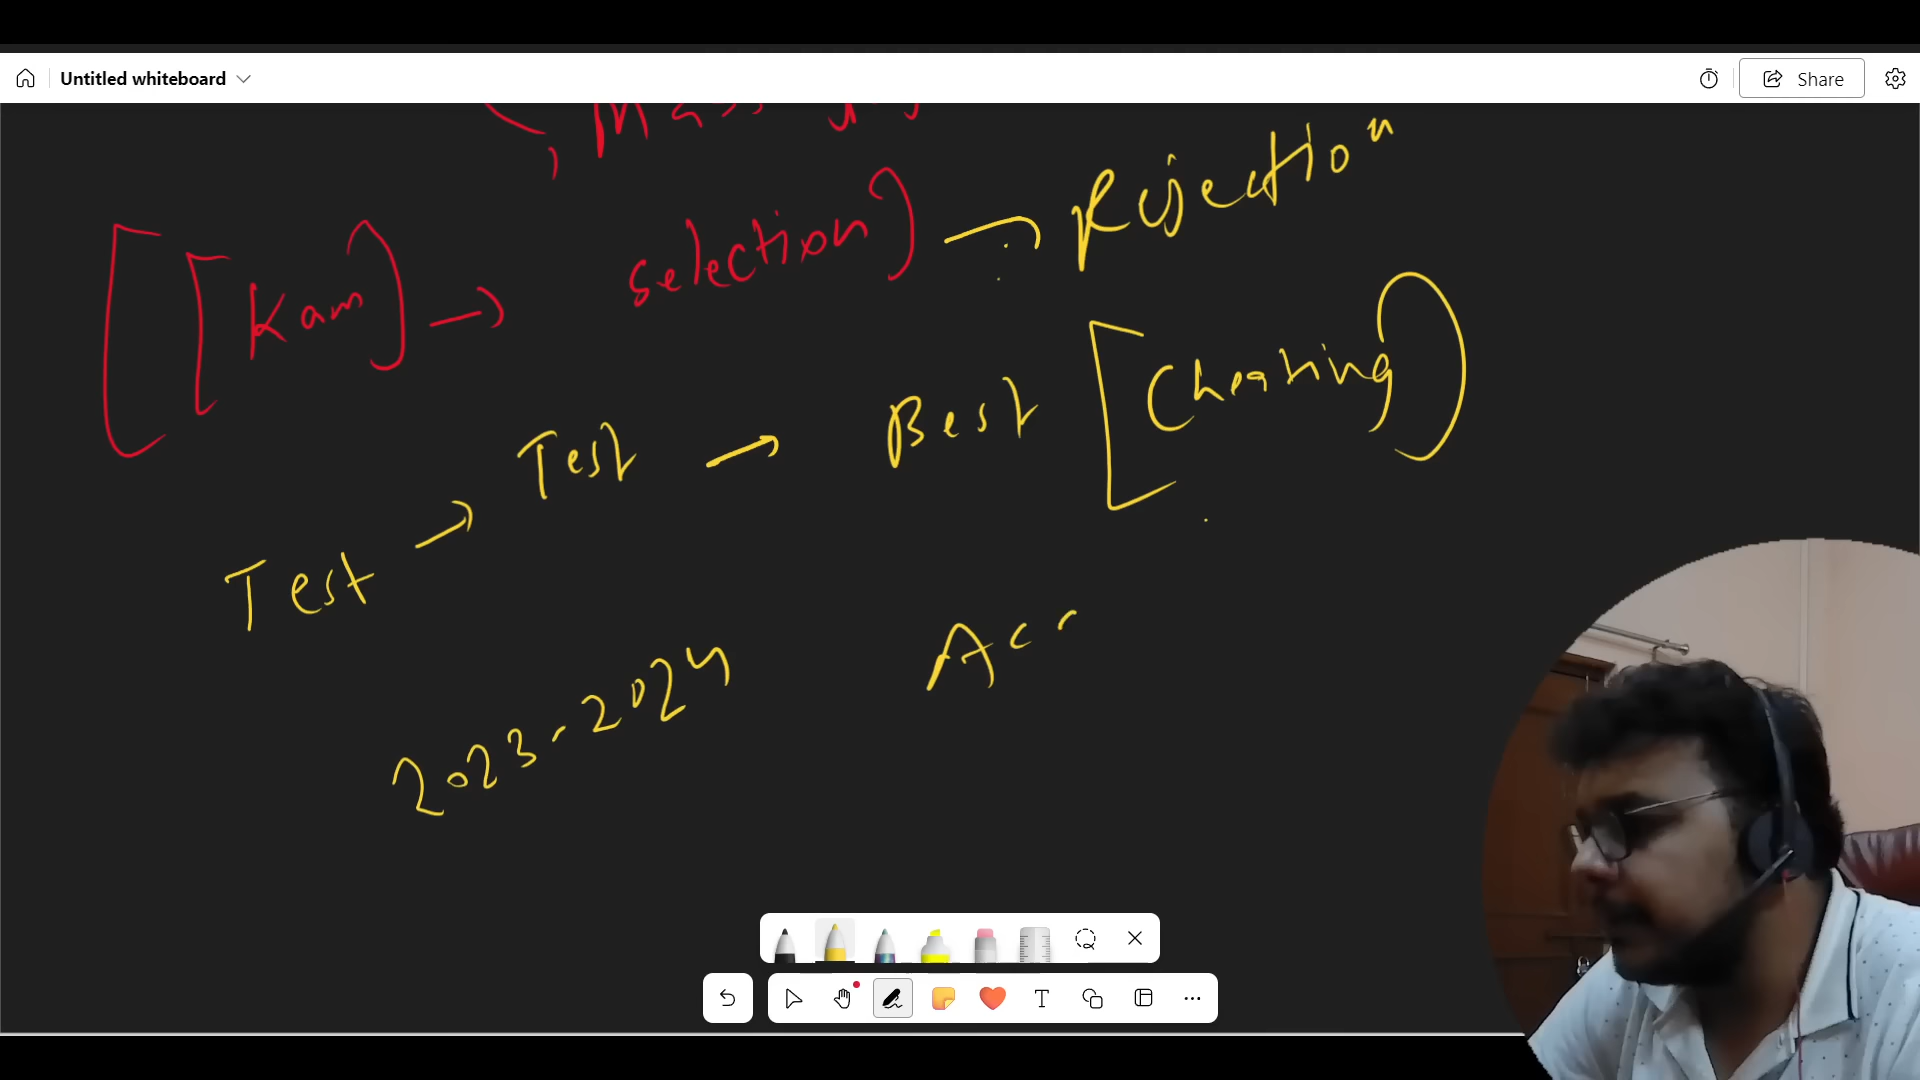 Untitled whiteboard
Share
[[Kam] → selection] → Rejection
Test → Test → Best [Cheating]
2023-2024 Acc
T